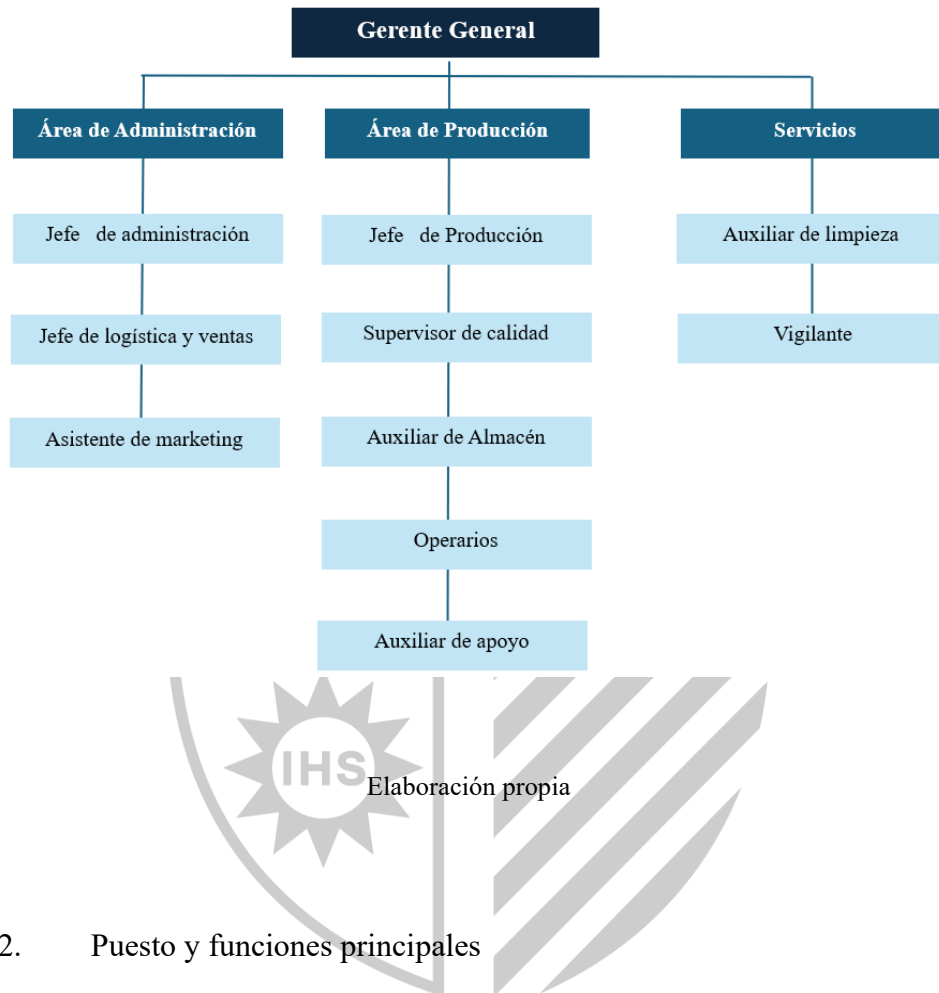 Gerente General
Área de Administración
Área de Producción
Servicios
Jefe de administración
Jefe de Producción
Auxiliar de limpieza
Jefe de logística y ventas
Supervisor de calidad
Vigilante
Asistente de marketing
Auxiliar de Almacén
Operarios
Auxiliar de apoyo
IHS
Elaboración propia
2. Puesto y funciones principales